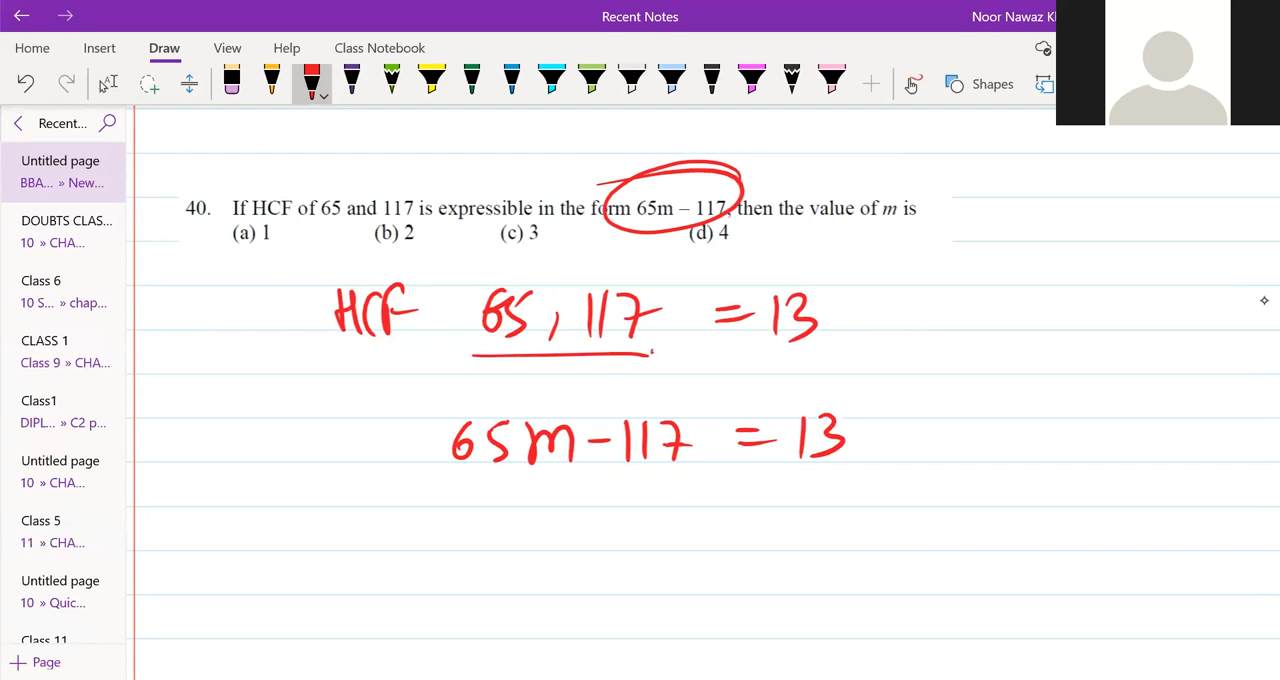 Recent Notes
Noor Nawaz Kh
Home Insert Draw View Help Class Notebook
Shapes
Recent...
Untitled page
BBA... » New...
DOUBTS CLAS...
10 » CHA...
Class 6
10 S... » chap...
CLASS 1
Class 9 » CHA...
Class1
DIPL... » C2 p...
Untitled page
10 » CHA...
Class 5
11 » CHA...
Untitled page
10 » Quic...
Class 11
Page
40. If HCF of 65 and 117 is expressible in the form 65m – 117, then the value of m is
(a) 1 (b) 2 (c) 3 (d) 4
HCF 65, 117 = 13
65m - 117 = 13